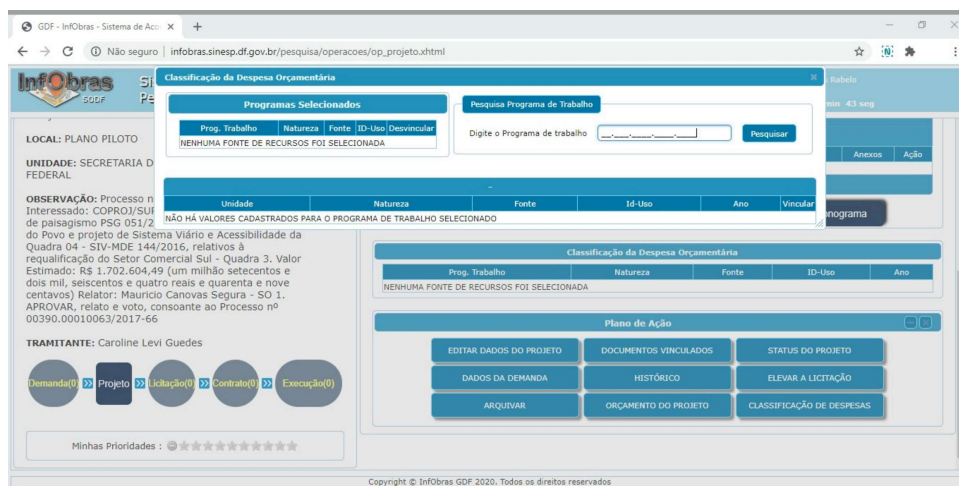 GDF - InfObras - Sistema de Aco
Não seguro | infobras.sinesp.df.gov.br/pesquisa/operacoes/op_projeto.xhtml
InfObras
SODF
Si
Pe
Rabelo
min 43 seg
Classificação da Despesa Orçamentária
Programas Selecionados
Prog. Trabalho Natureza Fonte ID-Uso Desvincular
NENHUMA FONTE DE RECURSOS FOI SELECIONADA
Pesquisa Programa de Trabalho
Digite o Programa de trabalho __.___.____.____.____ Pesquisar
-
Unidade Natureza Fonte Id-Uso Ano Vincular
NÃO HÁ VALORES CADASTRADOS PARA O PROGRAMA DE TRABALHO SELECIONADO
Anexos Ação
nograma
LOCAL: PLANO PILOTO
UNIDADE: SECRETARIA D
FEDERAL
OBSERVAÇÃO: Processo n
Interessado: COPROJ/SUF
de paisagismo PSG 051/2
do Povo e projeto de Sistema Viário e Acessibilidade da
Quadra 04 - SIV-MDE 144/2016, relativos à
requalificação do Setor Comercial Sul - Quadra 3. Valor
Estimado: R$ 1.702.604,49 (um milhão setecentos e
dois mil, seiscentos e quatro reais e quarenta e nove
centavos) Relator: Mauricio Canovas Segura - SO 1.
APROVAR, relato e voto, consoante ao Processo nº
00390.00010063/2017-66
TRAMITANTE: Caroline Levi Guedes
Demanda(0) Projeto Licitação(0) Contrato(0) Execução(0)
Minhas Prioridades :
Classificação da Despesa Orçamentária
Prog. Trabalho Natureza Fonte ID-Uso Ano
NENHUMA FONTE DE RECURSOS FOI SELECIONADA
Plano de Ação
EDITAR DADOS DO PROJETO DOCUMENTOS VINCULADOS STATUS DO PROJETO
DADOS DA DEMANDA HISTÓRICO ELEVAR A LICITAÇÃO
ARQUIVAR ORÇAMENTO DO PROJETO CLASSIFICAÇÃO DE DESPESAS
Copyright © InfObras GDF 2020. Todos os direitos reservados